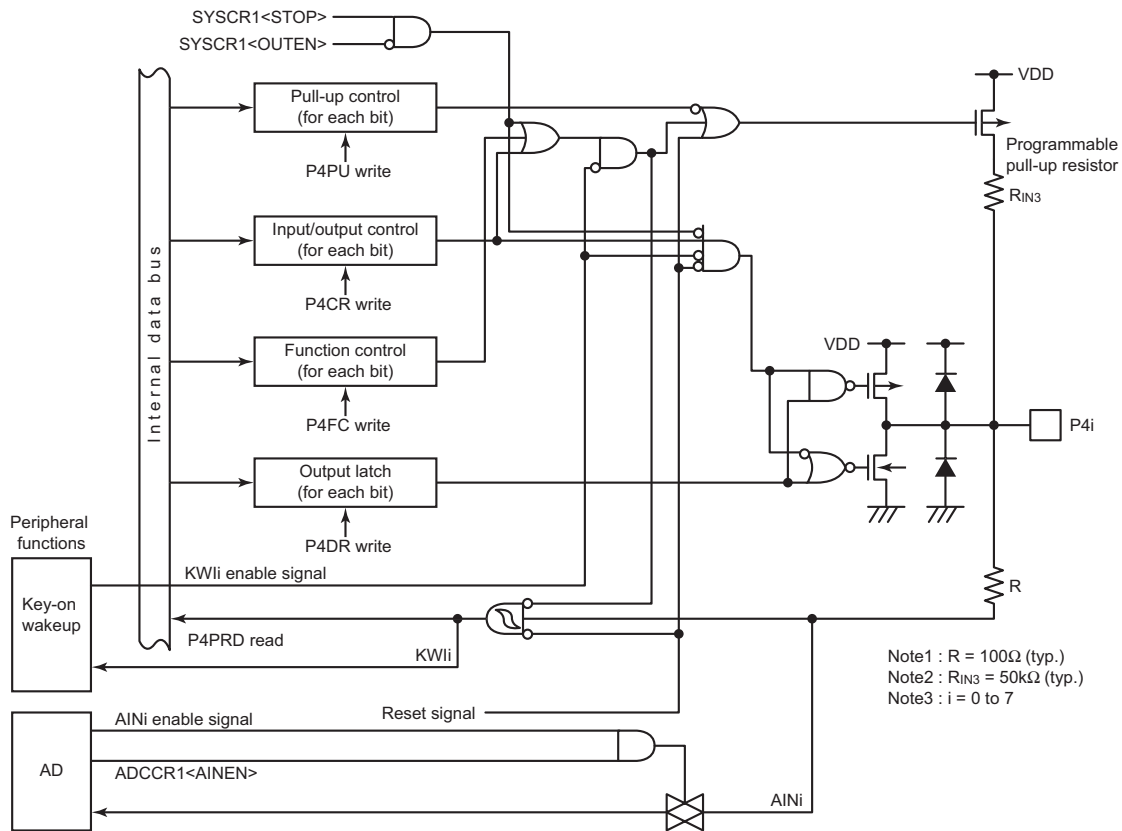 SYSCR1<STOP>
SYSCR1<OUTEN>
VDD
Pull-up control
(for each bit)
P4PU write
Programmable
pull-up resistor
RIN3
Internal data bus
Input/output control
(for each bit)
P4CR write
Function control
(for each bit)
P4FC write
VDD
P4i
Output latch
(for each bit)
P4DR write
Peripheral
functions
Key-on
wakeup
KWIi enable signal
R
P4PRD read
KWIi
Note1 : R = 100Ω (typ.)
Note2 : RIN3 = 50kΩ (typ.)
Note3 : i = 0 to 7
Reset signal
AINi enable signal
AD
ADCCR1<AINEN>
AINi